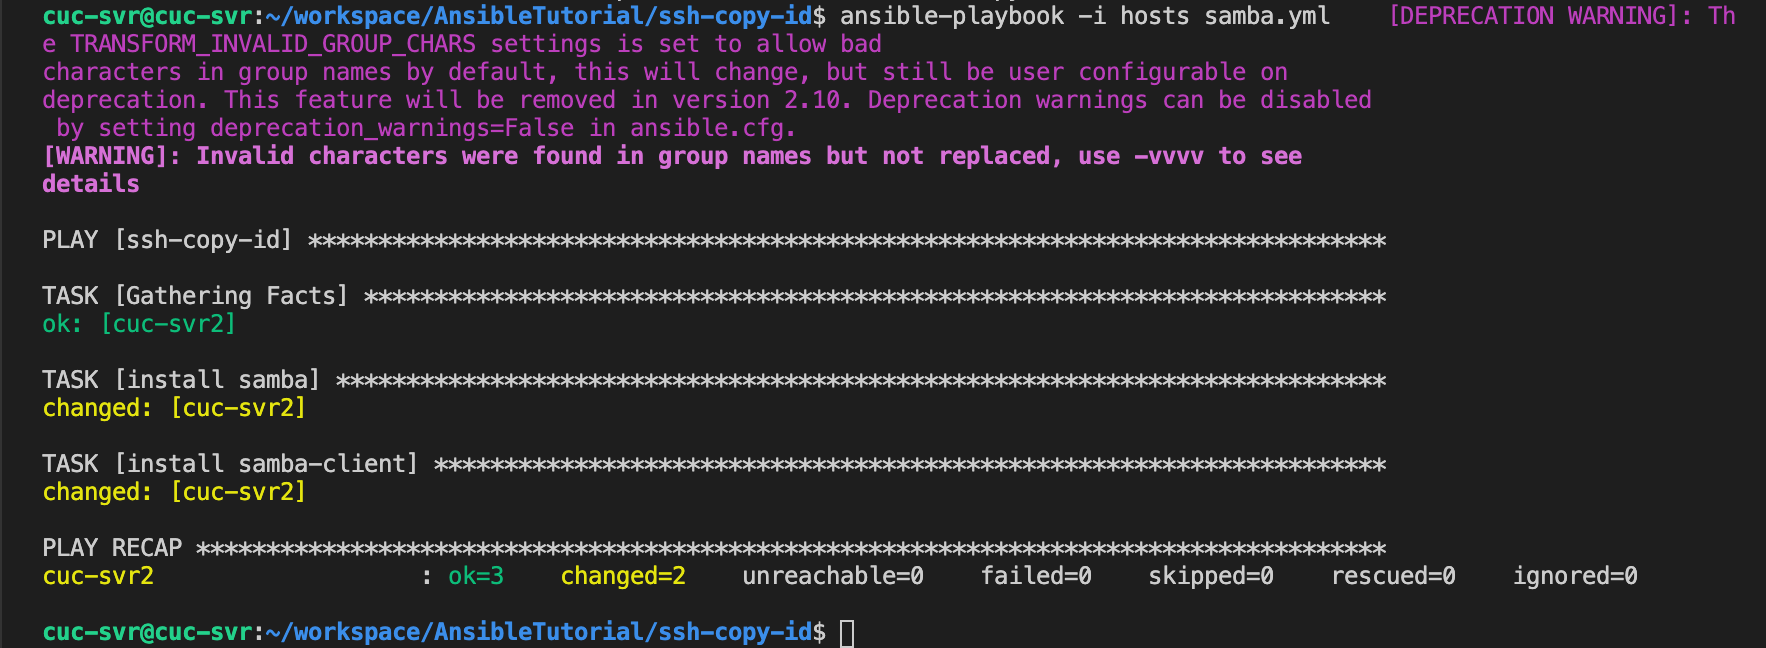 cuc-svr@cuc-svr:~/workspace/AnsibleTutorial/ssh-copy-id$ ansible-playbook -i hosts samba.yml    [DEPRECATION WARNING]: Th
e TRANSFORM_INVALID_GROUP_CHARS settings is set to allow bad
characters in group names by default, this will change, but still be user configurable on
deprecation. This feature will be removed in version 2.10. Deprecation warnings can be disabled
 by setting deprecation_warnings=False in ansible.cfg.
[WARNING]: Invalid characters were found in group names but not replaced, use -vvvv to see
details
PLAY [ssh-copy-id] *****************************************************************************
TASK [Gathering Facts] *************************************************************************
ok: [cuc-svr2]
TASK [install samba] ***************************************************************************
changed: [cuc-svr2]
TASK [install samba-client] ********************************************************************
changed: [cuc-svr2]
PLAY RECAP *************************************************************************************
cuc-svr2                   : ok=3    changed=2    unreachable=0    failed=0    skipped=0    rescued=0    ignored=0
cuc-svr@cuc-svr:~/workspace/AnsibleTutorial/ssh-copy-id$